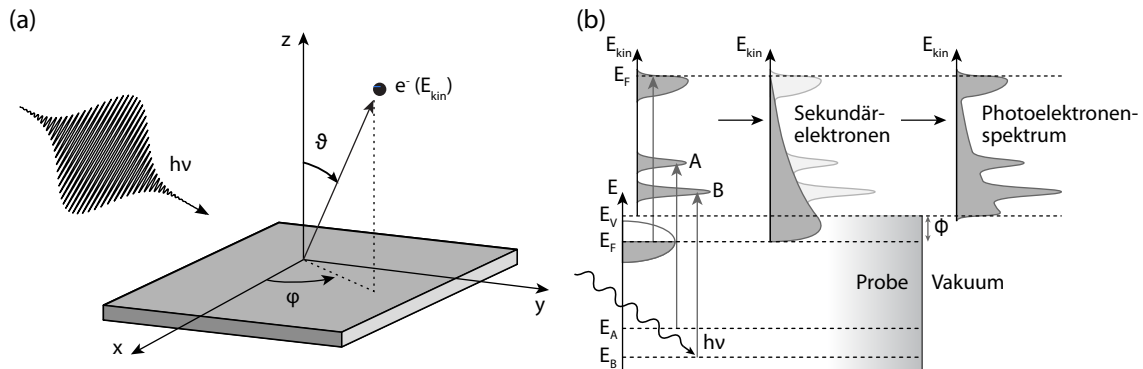 (a)
z
e⁻ (E_kin)
ϑ
hν
φ
x
y
(b)
E_kin
E_kin
E_kin
E_F
Sekundär-
elektronen
Photoelektronen-
spektrum
A
B
E
E_V
E_F
Φ
Probe
Vakuum
E_A
hν
E_B